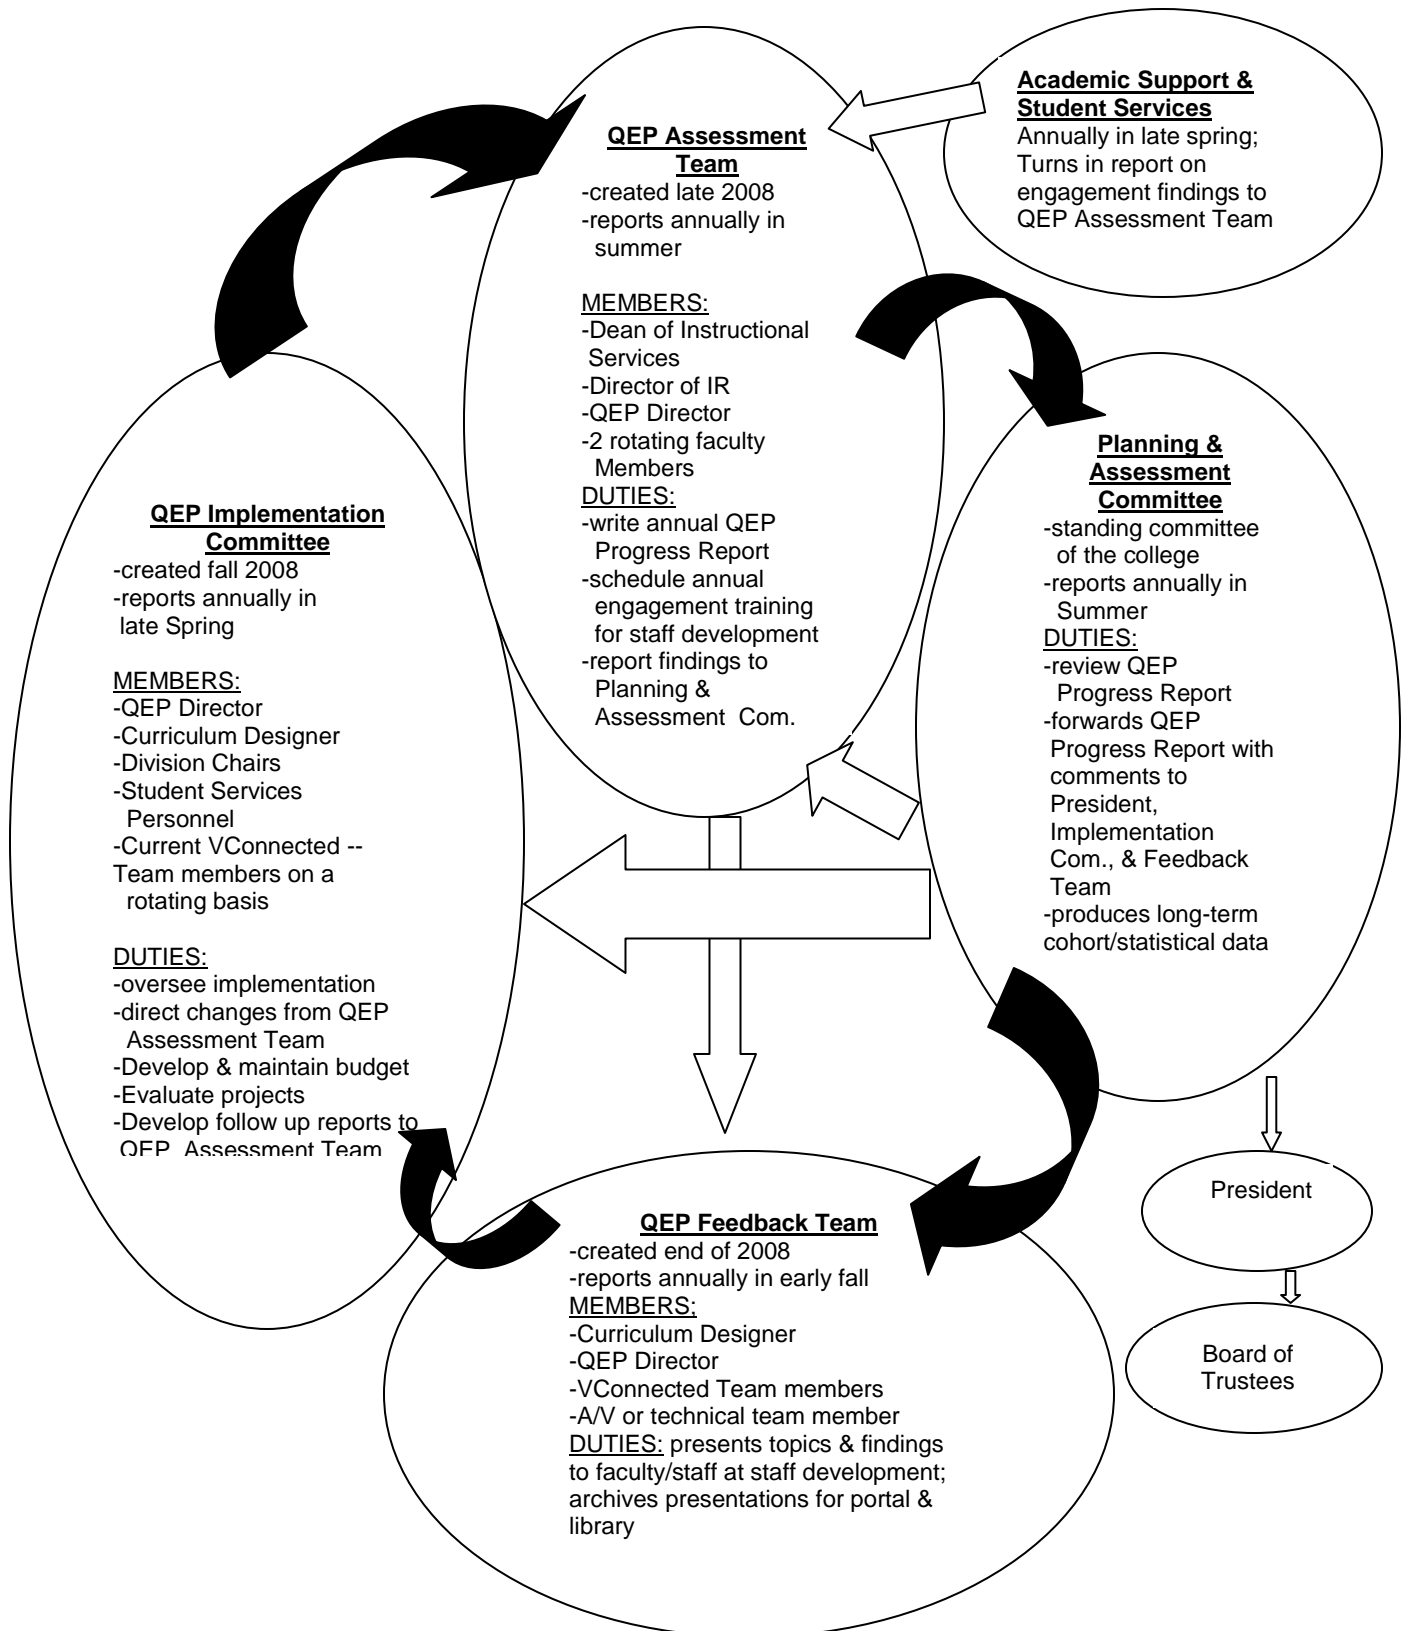 Academic Support &
Student Services
Annually in late spring;
Turns in report on
engagement findings to
QEP Assessment Team
QEP Assessment
Team
-created late 2008
-reports annually in
summer
MEMBERS:
-Dean of Instructional
Services
-Director of IR
-QEP Director
-2 rotating faculty
Members
DUTIES:
-write annual QEP
Progress Report
-schedule annual
engagement training
for staff development
-report findings to
Planning &
Assessment Com.
Planning &
Assessment
Committee
-standing committee
of the college
-reports annually in
Summer
DUTIES:
-review QEP
Progress Report
-forwards QEP
Progress Report with
comments to
President,
Implementation
Com., & Feedback
Team
-produces long-term
cohort/statistical data
QEP Implementation
Committee
-created fall 2008
-reports annually in
late Spring
MEMBERS:
-QEP Director
-Curriculum Designer
-Division Chairs
-Student Services
Personnel
-Current VConnected --
Team members on a
rotating basis
DUTIES:
-oversee implementation
-direct changes from QEP
Assessment Team
-Develop & maintain budget
-Evaluate projects
-Develop follow up reports to
QEP Assessment Team
QEP Feedback Team
-created end of 2008
-reports annually in early fall
MEMBERS;
-Curriculum Designer
-QEP Director
-VConnected Team members
-A/V or technical team member
DUTIES: presents topics & findings
to faculty/staff at staff development;
archives presentations for portal &
library
President
Board of
Trustees